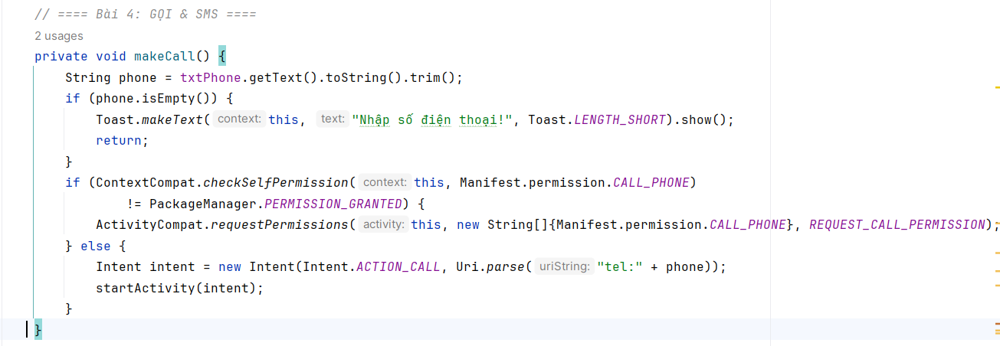 // ==== Bài 4: GỌI & SMS ====
2 usages
private void makeCall() {
String phone = txtPhone.getText().toString().trim();
if (phone.isEmpty()) {
Toast.makeText( context: this, text: "Nhập số điện thoại!", Toast.LENGTH_SHORT).show();
return;
}
if (ContextCompat.checkSelfPermission( context: this, Manifest.permission.CALL_PHONE)
!= PackageManager.PERMISSION_GRANTED) {
ActivityCompat.requestPermissions( activity: this, new String[]{Manifest.permission.CALL_PHONE}, REQUEST_CALL_PERMISSION);
} else {
Intent intent = new Intent(Intent.ACTION_CALL, Uri.parse( uriString: "tel:" + phone));
startActivity(intent);
}
}